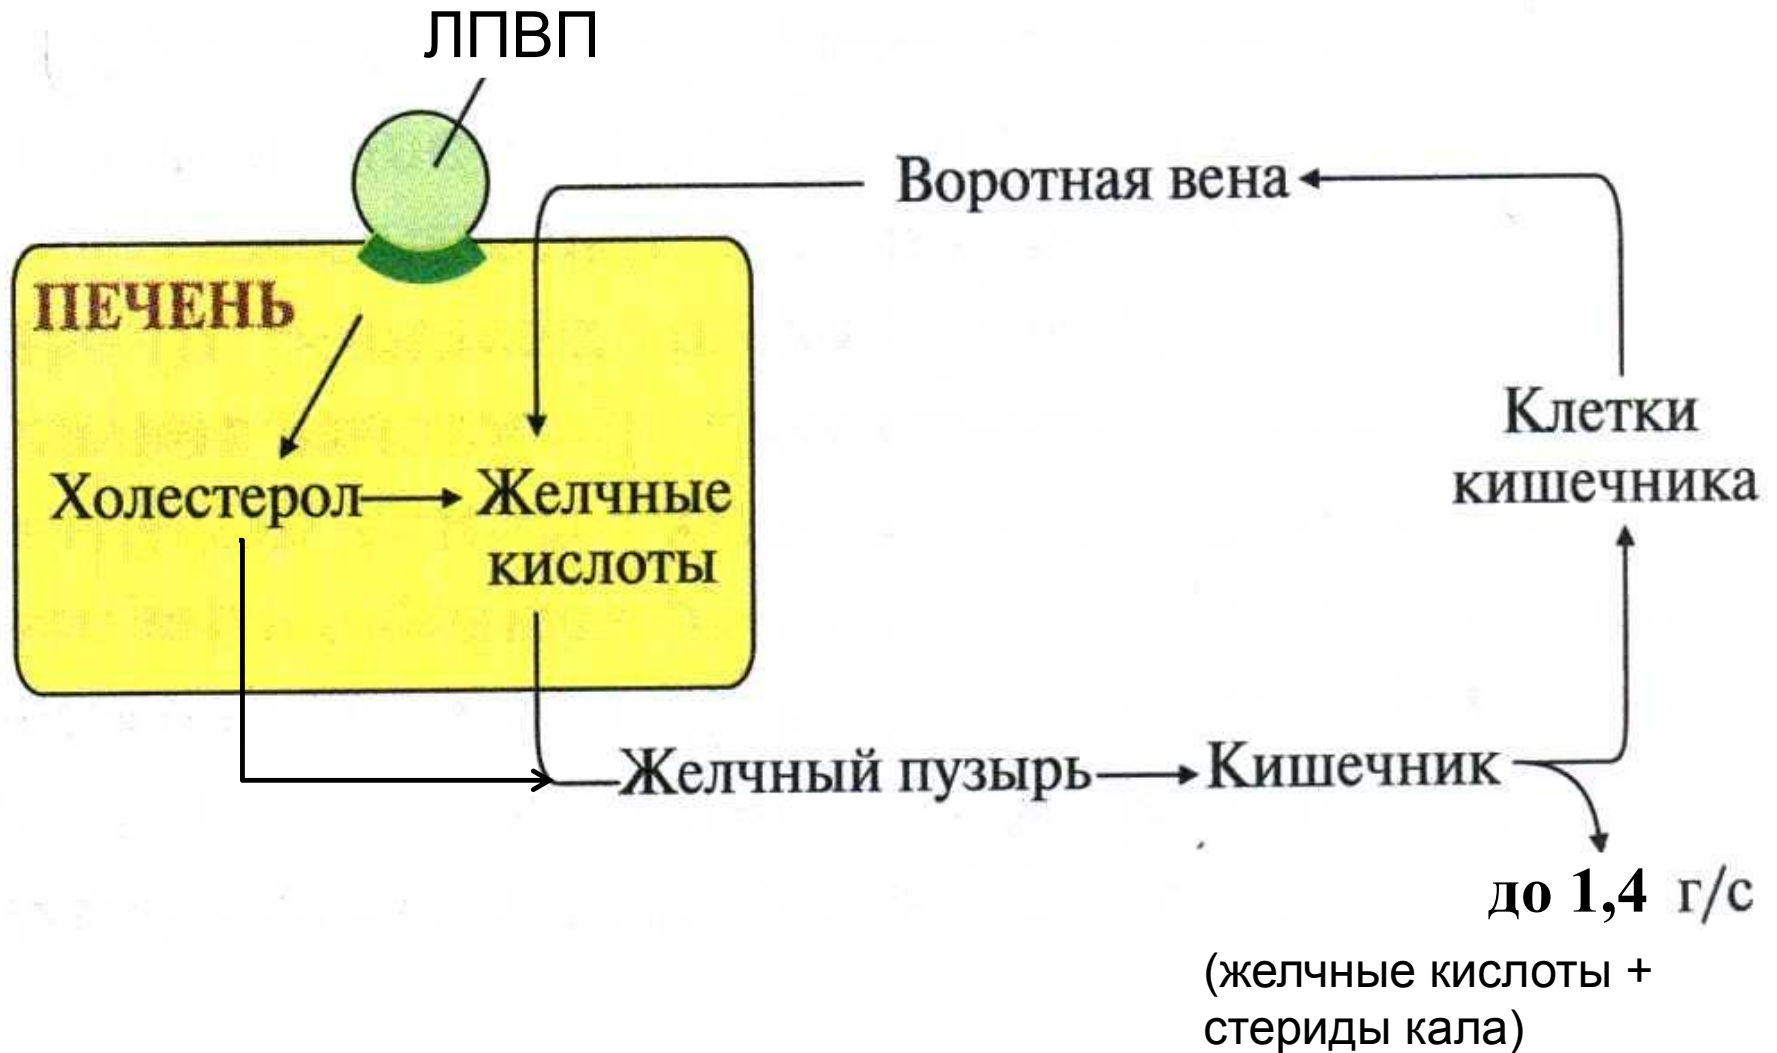 ЛПВП
Воротная вена
ПЕЧЕНЬ
Клетки
кишечника
Холестерол
Желчные
кислоты
Желчный пузырь
Кишечник
до 1,4 г/с
(желчные кислоты +
стериды кала)